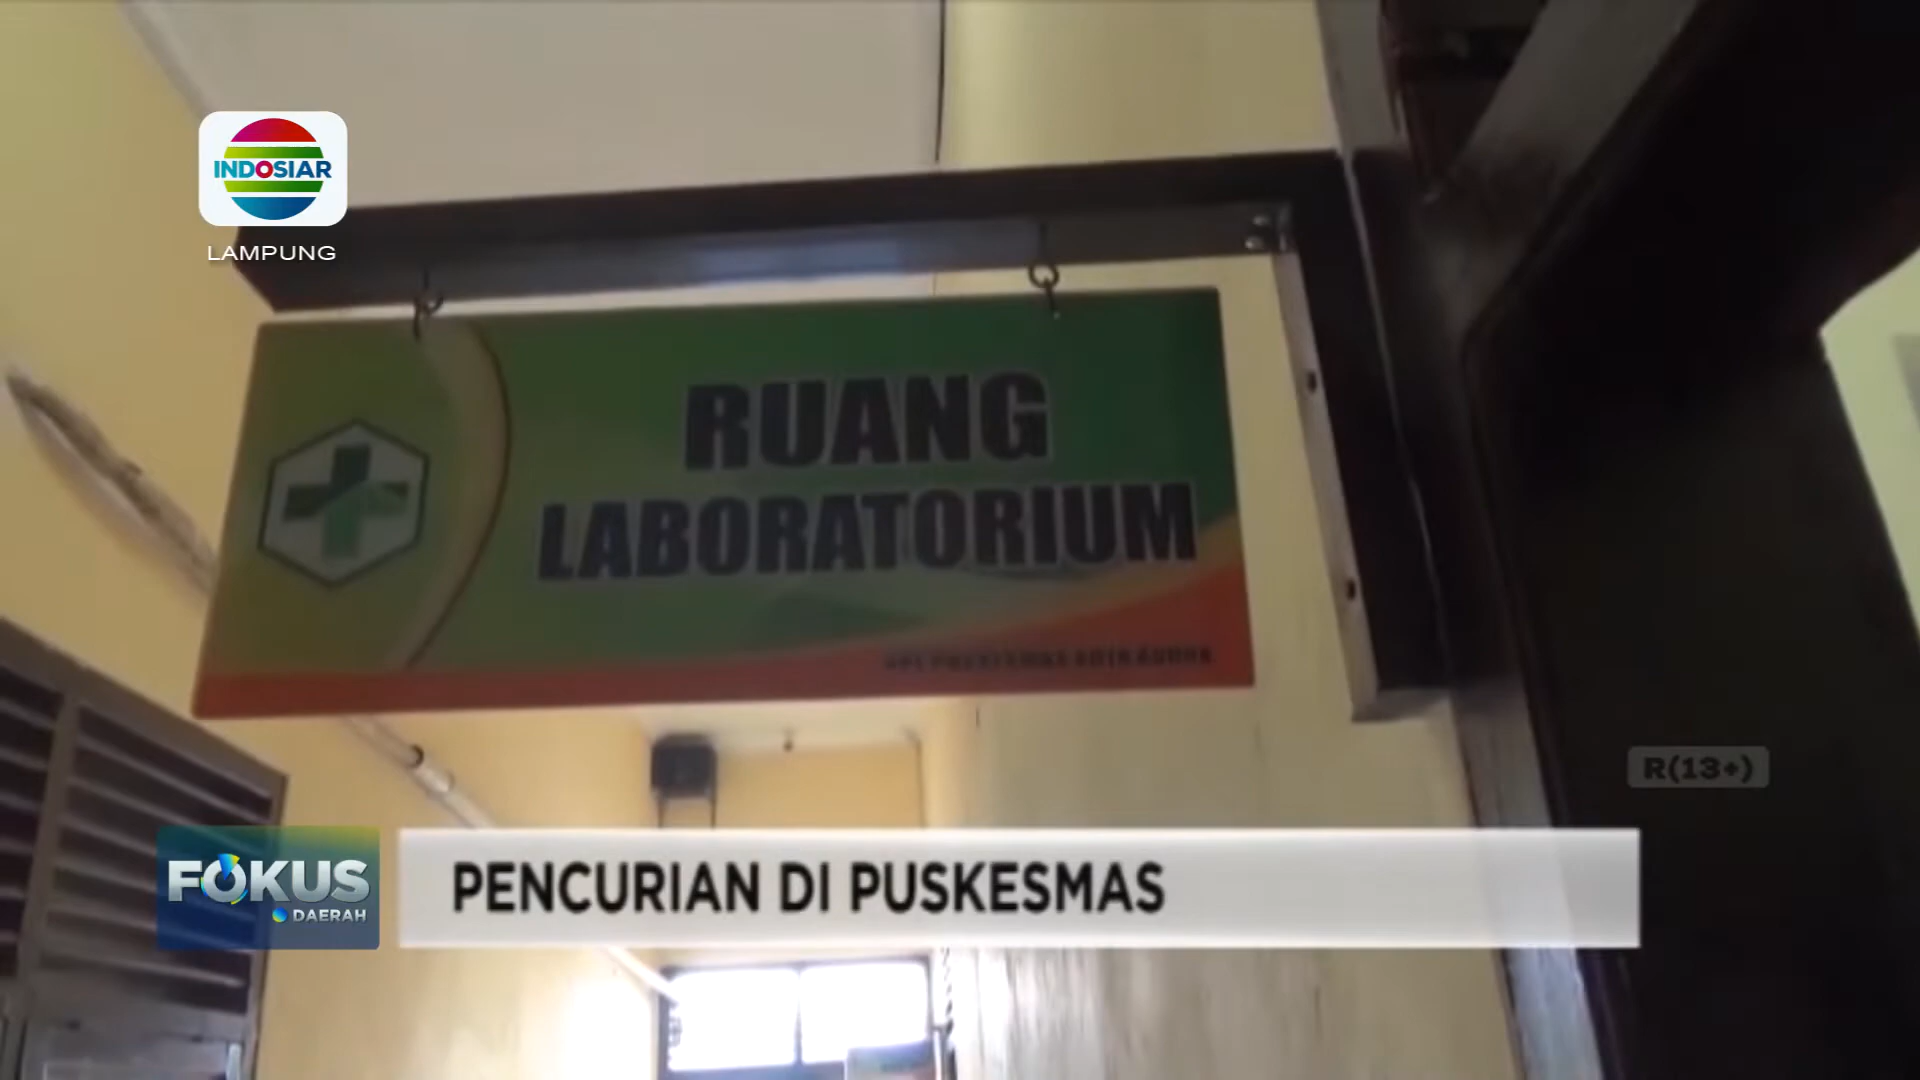 INDOSIAR
LAMPUNG
RUANG
LABORATORIUM
R(13+)
FOKUS
DAERAH
PENCURIAN DI PUSKESMAS